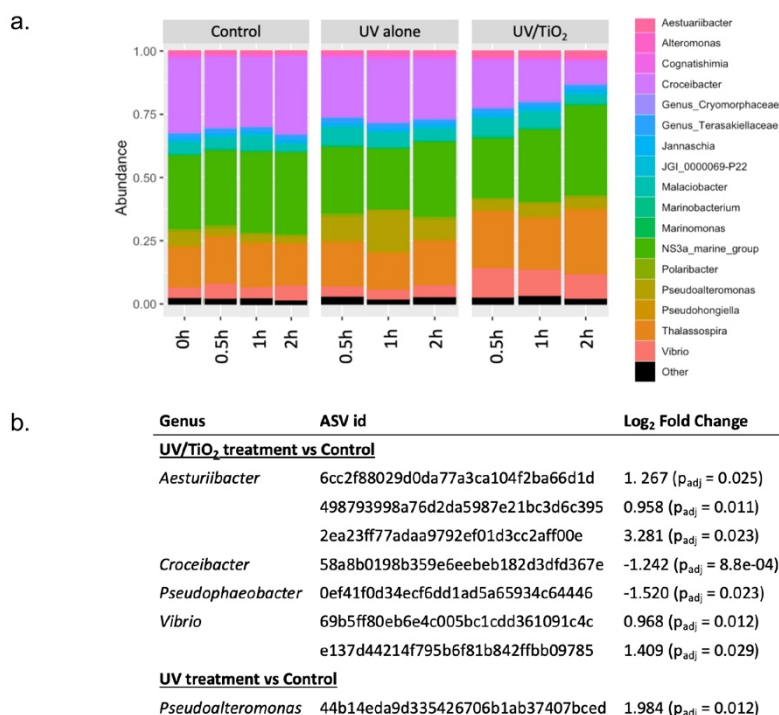 a.
Control
UV alone
UV/TiO₂
1.00
0.75
0.50
0.25
0.00
Abundance
0h
0.5h
1h
2h
0.5h
1h
2h
0.5h
1h
2h
Aestuariibacter
Alteromonas
Cognatishimia
Croceibacter
Genus_Cryomorphaceae
Genus_Terasakiellaceae
Jannaschia
JGI_0000069-P22
Malaciobacter
Marinobacterium
Marinomonas
NS3a_marine_group
Polaribacter
Pseudoalteromonas
Pseudohongiella
Thalassospira
Vibrio
Other
b.
Genus ASV id Log₂ Fold Change
UV/TiO₂ treatment vs Control
Aesturiibacter 6cc2f88029d0da77a3ca104f2ba66d1d 1. 267 (padj = 0.025)
498793998a76d2da5987e21bc3d6c395 0.958 (padj = 0.011)
2ea23ff77adaa9792ef01d3cc2aff00e 3.281 (padj = 0.023)
Croceibacter 58a8b0198b359e6eebeb182d3dfd367e -1.242 (padj = 8.8e-04)
Pseudophaeobacter 0ef41f0d34ecf6dd1ad5a65934c64446 -1.520 (padj = 0.023)
Vibrio 69b5ff80eb6e4c005bc1cdd361091c4c 0.968 (padj = 0.012)
e137d44214f795b6f81b842ffbb09785 1.409 (padj = 0.029)
UV treatment vs Control
Pseudoalteromonas 44b14eda9d335426706b1ab37407bced 1.984 (padj = 0.012)